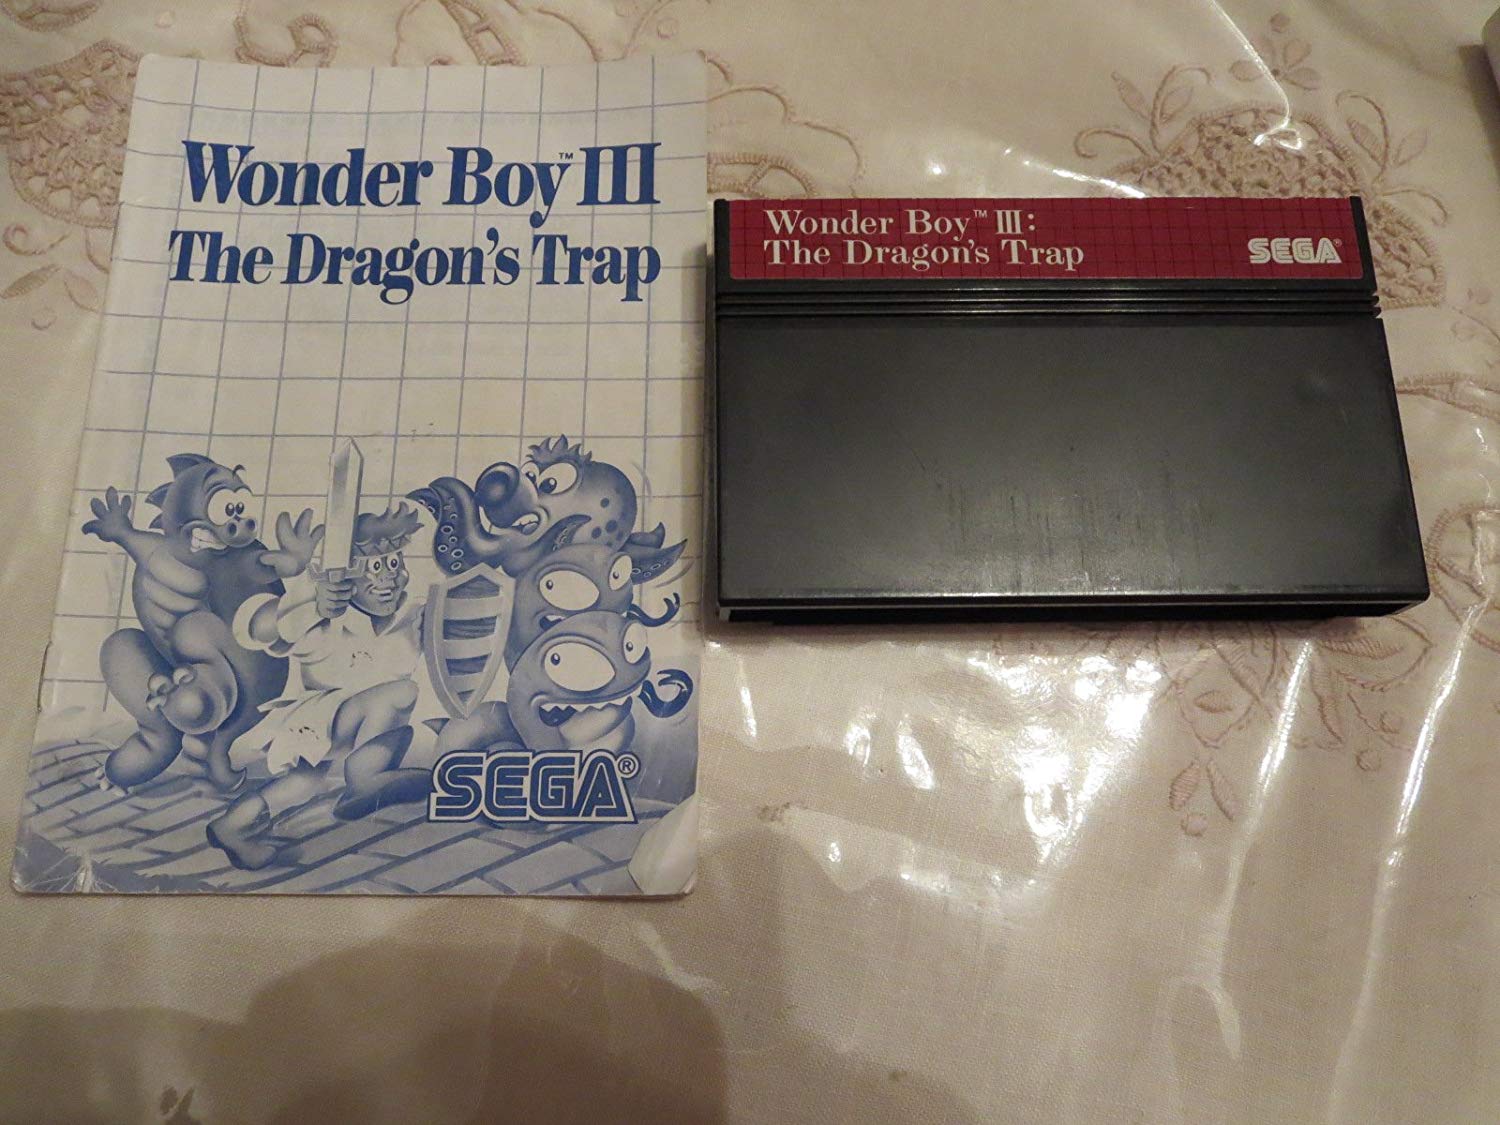 Wonder Boy™ III
The Dragon's Trap
SEGA®
Wonder Boy™ III:
The Dragon's Trap
SEGA®